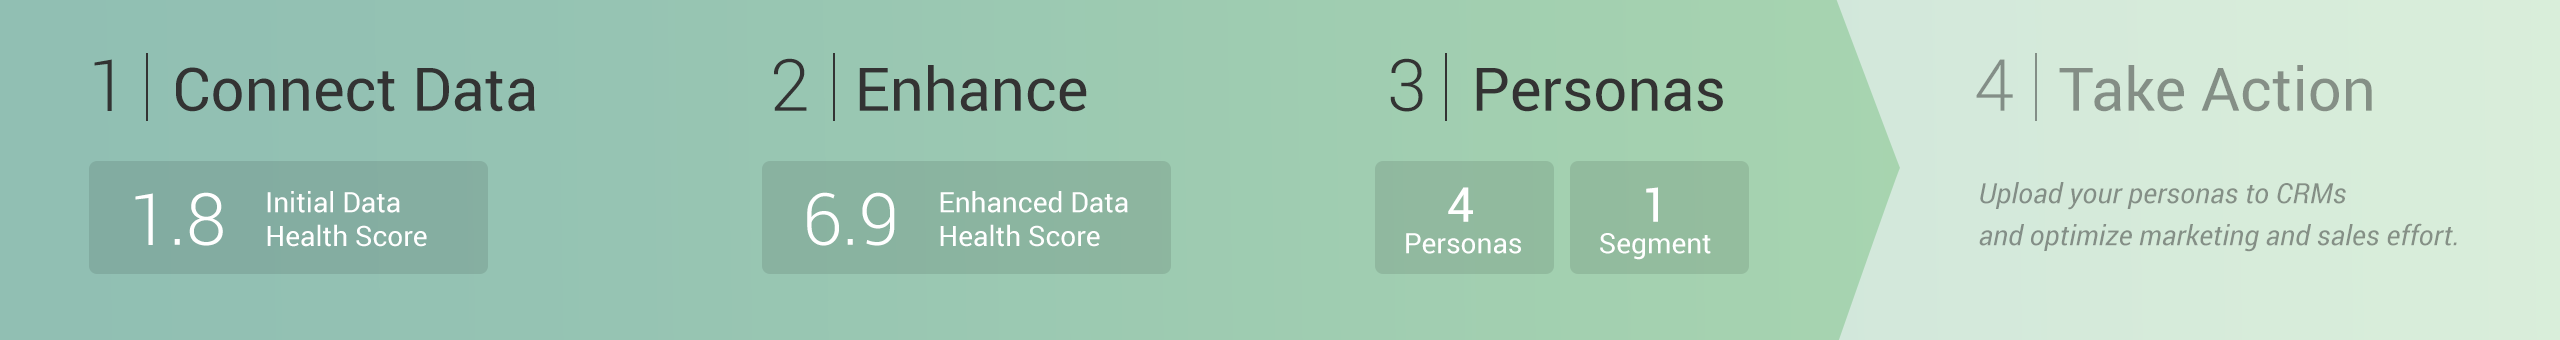 1 | Connect Data
1.8
Initial Data
Health Score
2 | Enhance
6.9
Enhanced Data
Health Score
3 | Personas
4
Personas
1
Segment
4 | Take Action
Upload your personas to CRMs
and optimize marketing and sales effort.